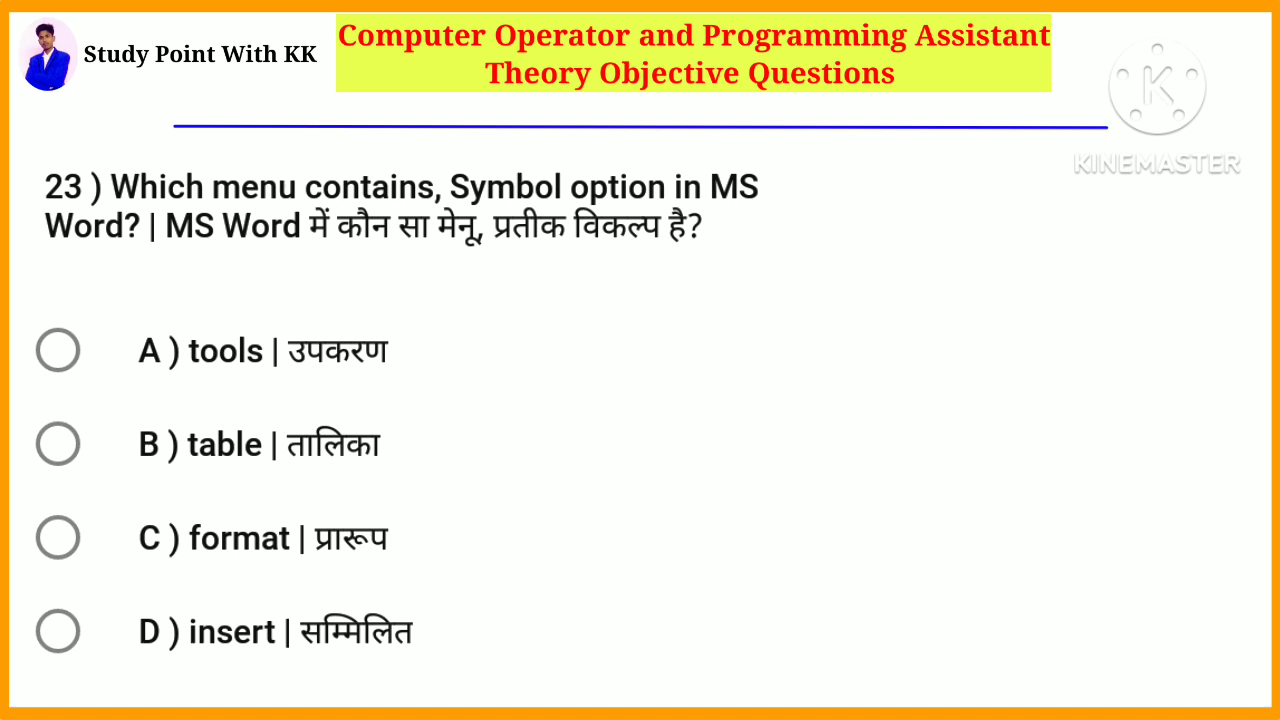 Study Point With KK
Computer Operator and Programming Assistant
Theory Objective Questions
K
KINEMASTER
23 ) Which menu contains, Symbol option in MS
Word? | MS Word में कौन सा मेनू, प्रतीक विकल्प है?
A ) tools | उपकरण
B ) table | तालिका
C ) format | प्रारूप
D ) insert | सम्मिलित